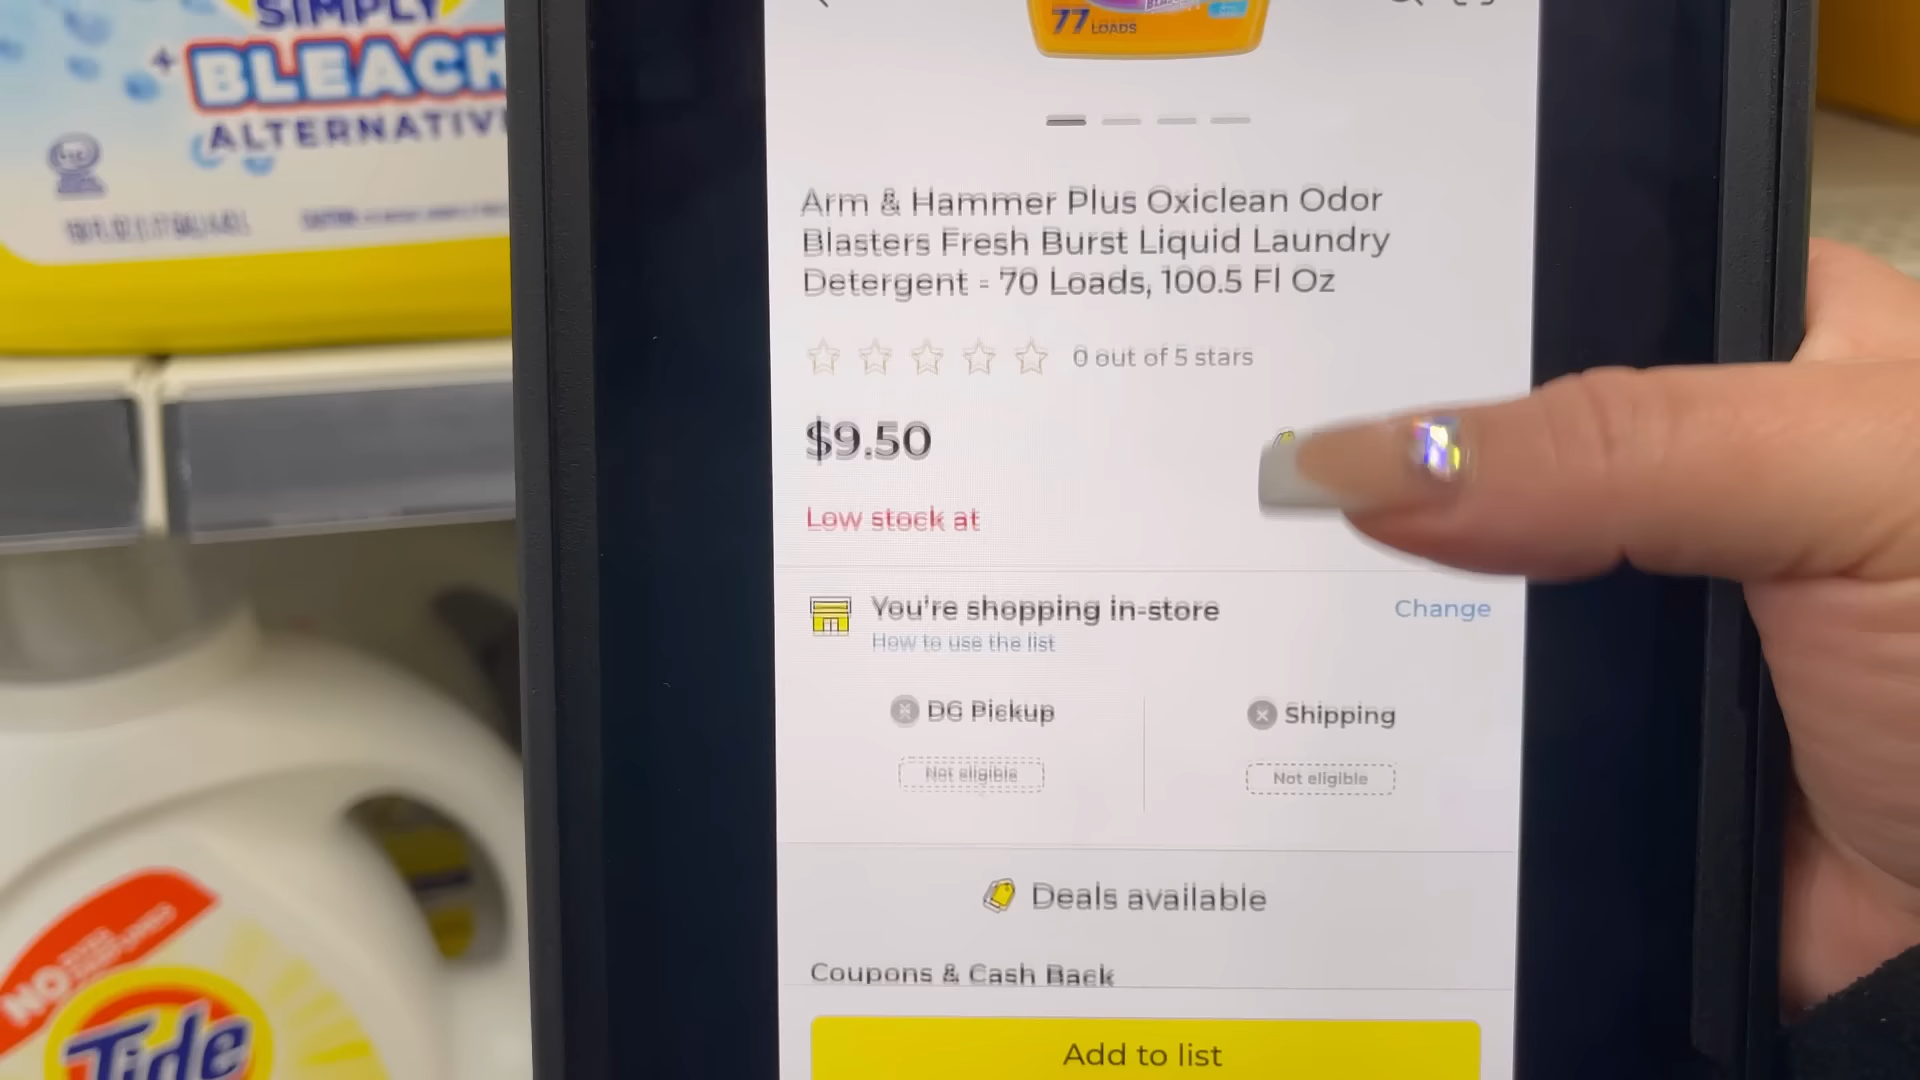 SIMPLY
+ BLEACH
ALTERNATIV
77 LOADS
Arm & Hammer Plus Oxiclean Odor
Blasters Fresh Burst Liquid Laundry
Detergent - 70 Loads, 100.5 Fl Oz
0 out of 5 stars
$9.50
Low stock at
You're shopping in-store
Change
How to use the list
DG Pickup
Shipping
Not eligible
Not eligible
Deals available
Coupons & Cash Back
Add to list
NO
Tide